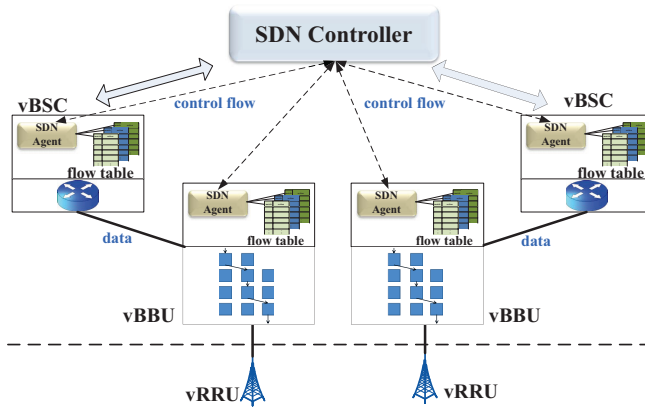 SDN Controller
vBSC
control flow
control flow
vBSC
SDN
Agent
flow table
SDN
Agent
flow table
SDN
Agent
flow table
SDN
Agent
flow table
data
data
vBBU
vBBU
vRRU
vRRU